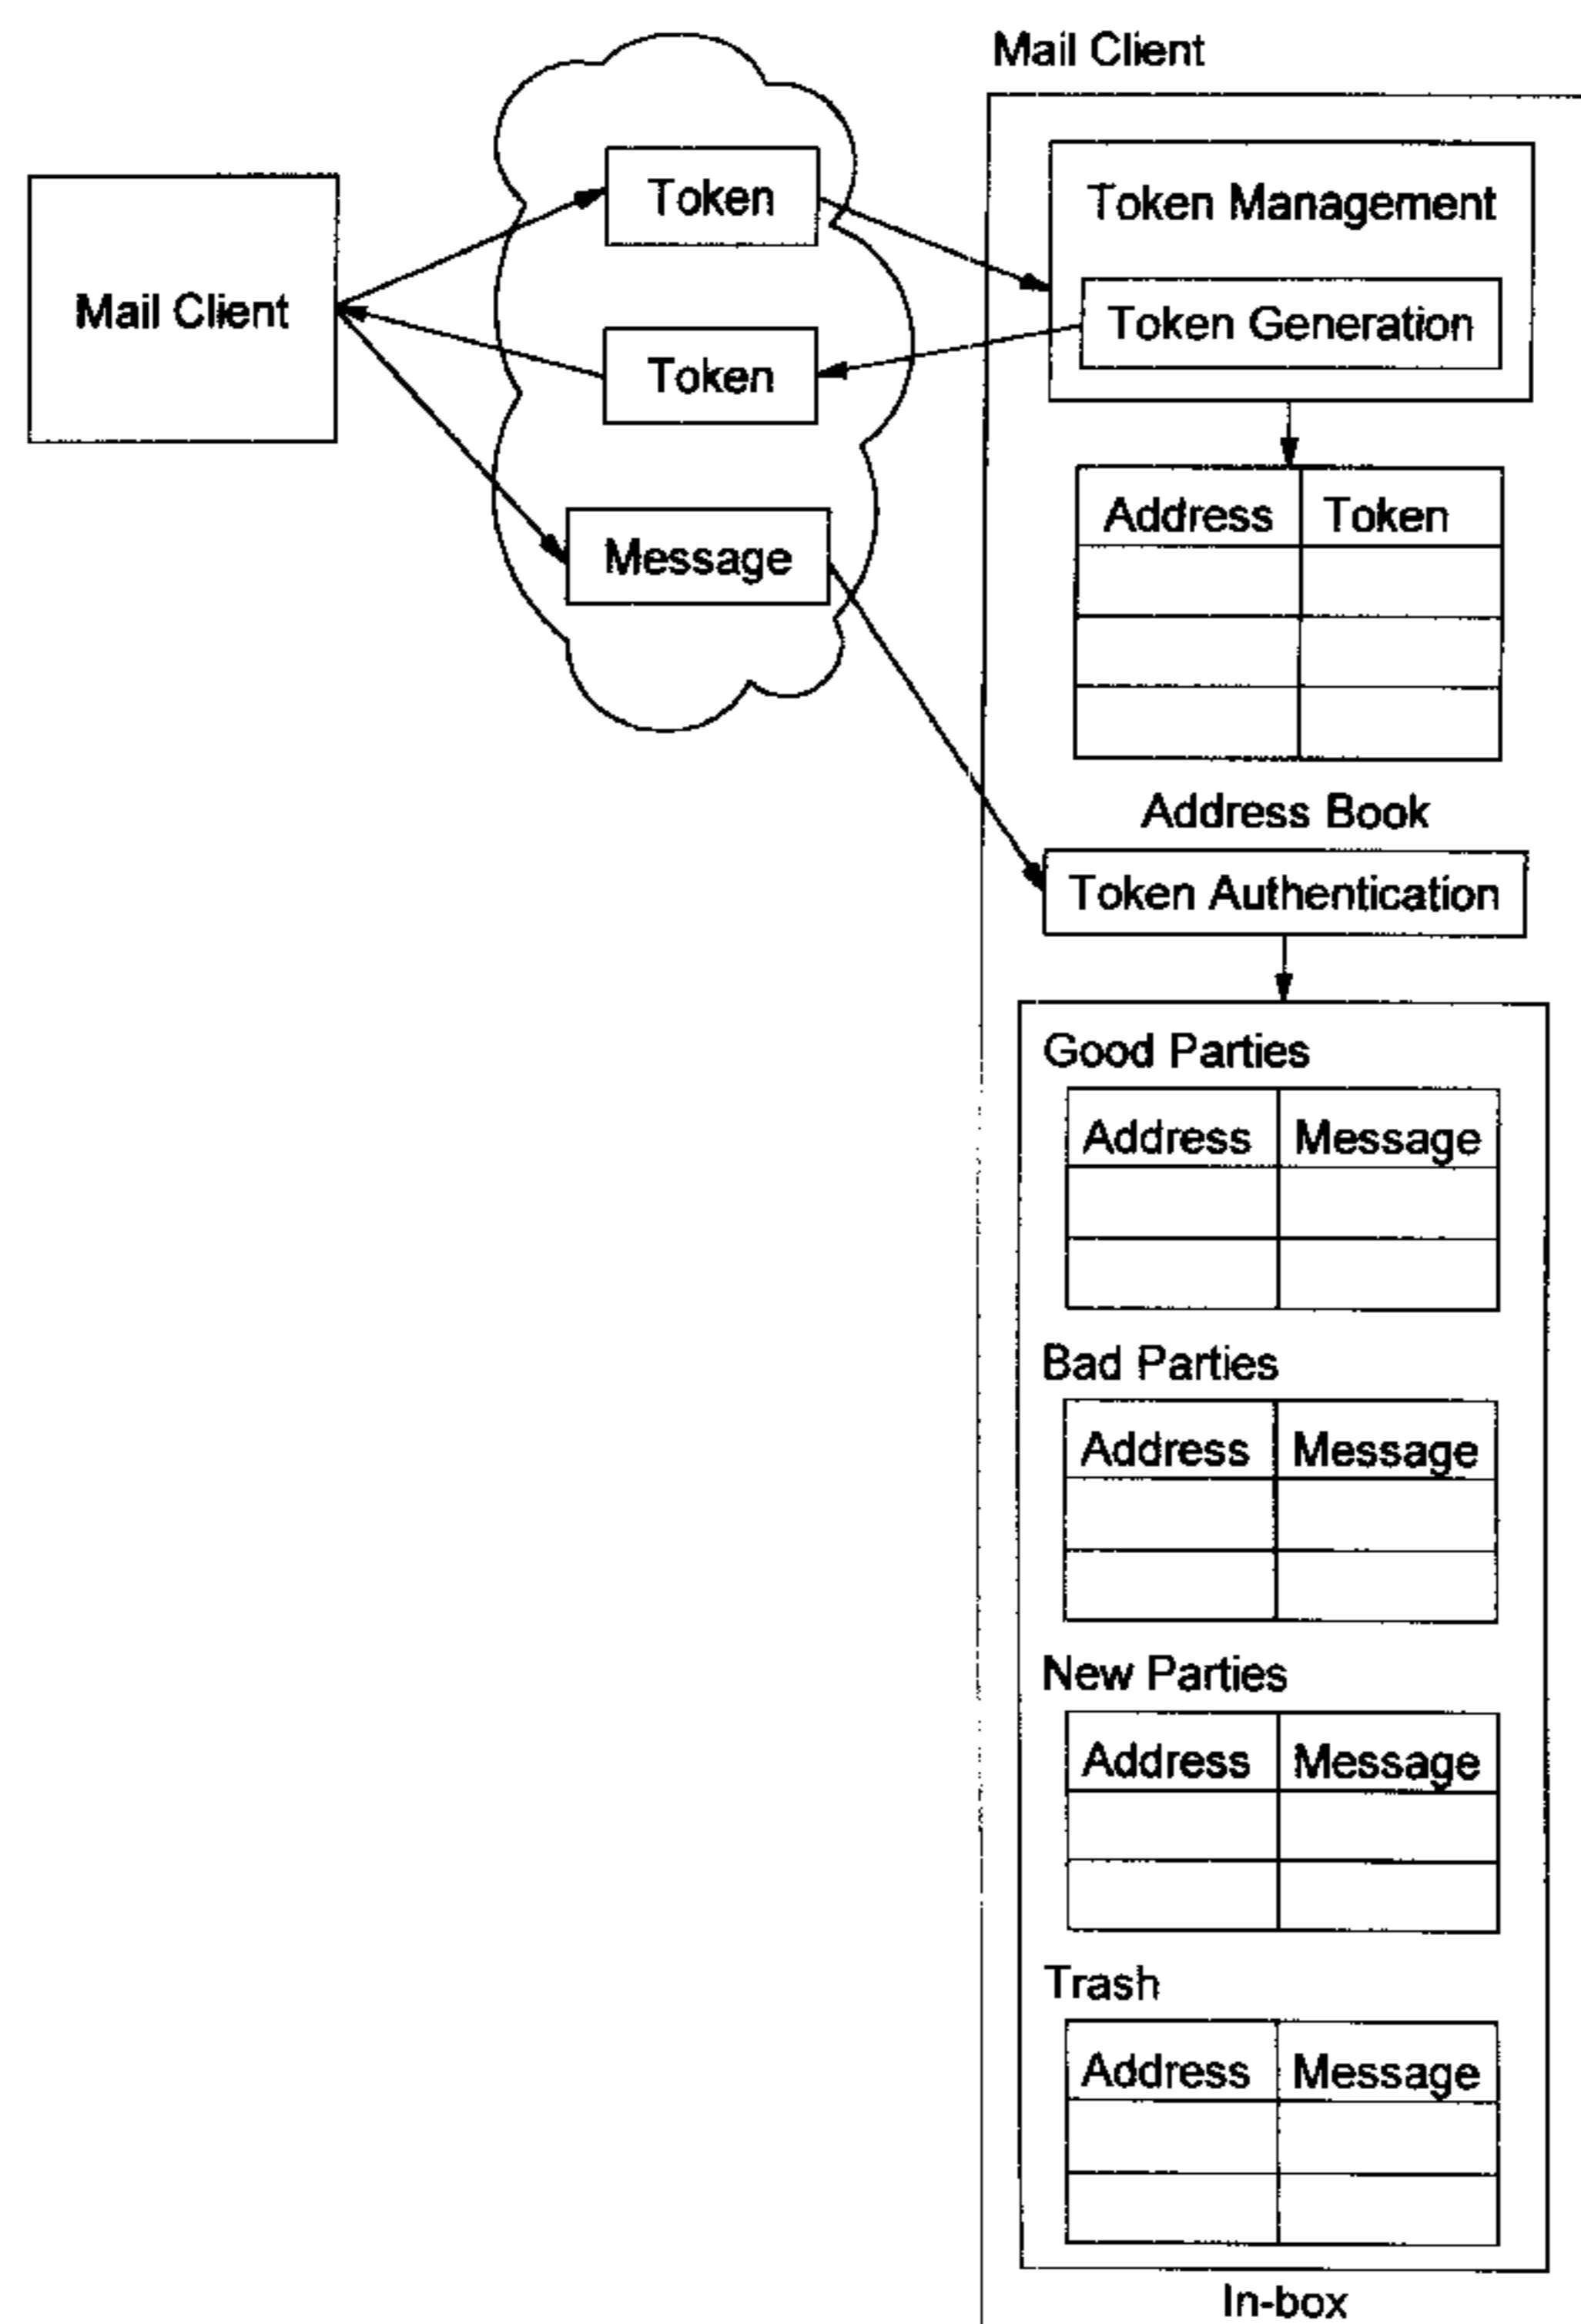 Mail Client
Token
Token Management
Mail Client
Token Generation
Token
Address Token
Message
Address Book
Token Authentication
Good Parties
Address Message
Bad Parties
Address Message
New Parties
Address Message
Trash
Address Message
In-box